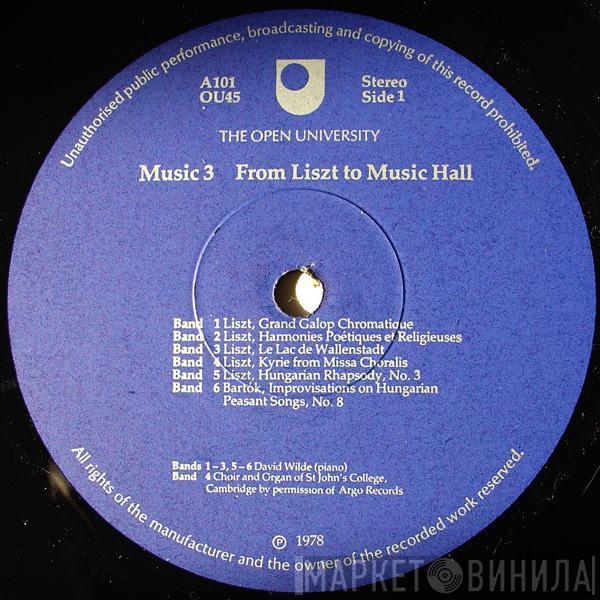 Unauthorised public performance, broadcasting and copying of this record prohibited.
A101
OU45
Stereo
Side 1
THE OPEN UNIVERSITY
Music 3 From Liszt to Music Hall
Band 1 Liszt, Grand Galop Chromatique
Band 2 Liszt, Harmonies Poétiques et Religieuses
Band 3 Liszt, Le Lac de Wallenstadt
Band 4 Liszt, Kyrie from Missa Choralis
Band 5 Liszt, Hungarian Rhapsody, No. 3
Band 6 Bartók, Improvisations on Hungarian
Peasant Songs, No. 8
Bands 1–3, 5–6 David Wilde (piano)
Band 4 Choir and Organ of St John's College,
Cambridge by permission of Argo Records
℗ 1978
All rights of the manufacturer and the owner of the recorded work reserved.
МАРКЕТ ВИНИЛА